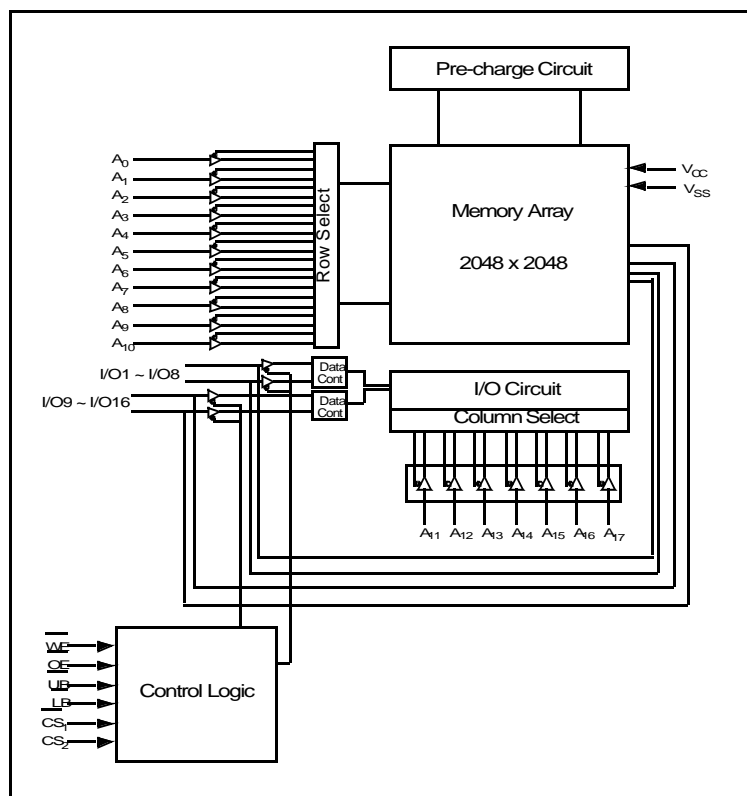 Pre-charge Circuit
Memory Array
2048 x 2048
VCC
VSS
Row Select
A0
A1
A2
A3
A4
A5
A6
A7
A8
A9
A10
I/O1 ~ I/O8
I/O9 ~ I/O16
Data
Cont
Data
Cont
I/O Circuit
Column Select
A11 A12 A13 A14 A15 A16 A17
WE
OE
UB
LB
CS1
CS2
Control Logic